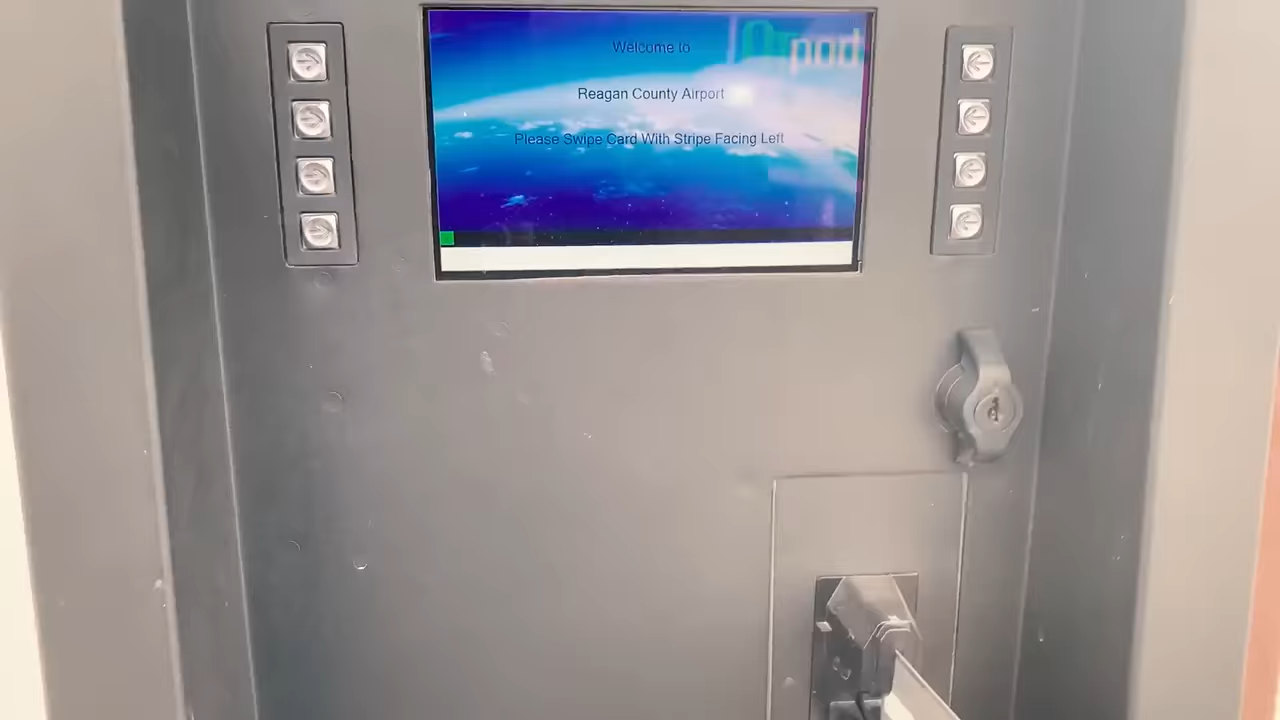 Welcome to
Reagan County Airport
Please Swipe Card With Stripe Facing Left